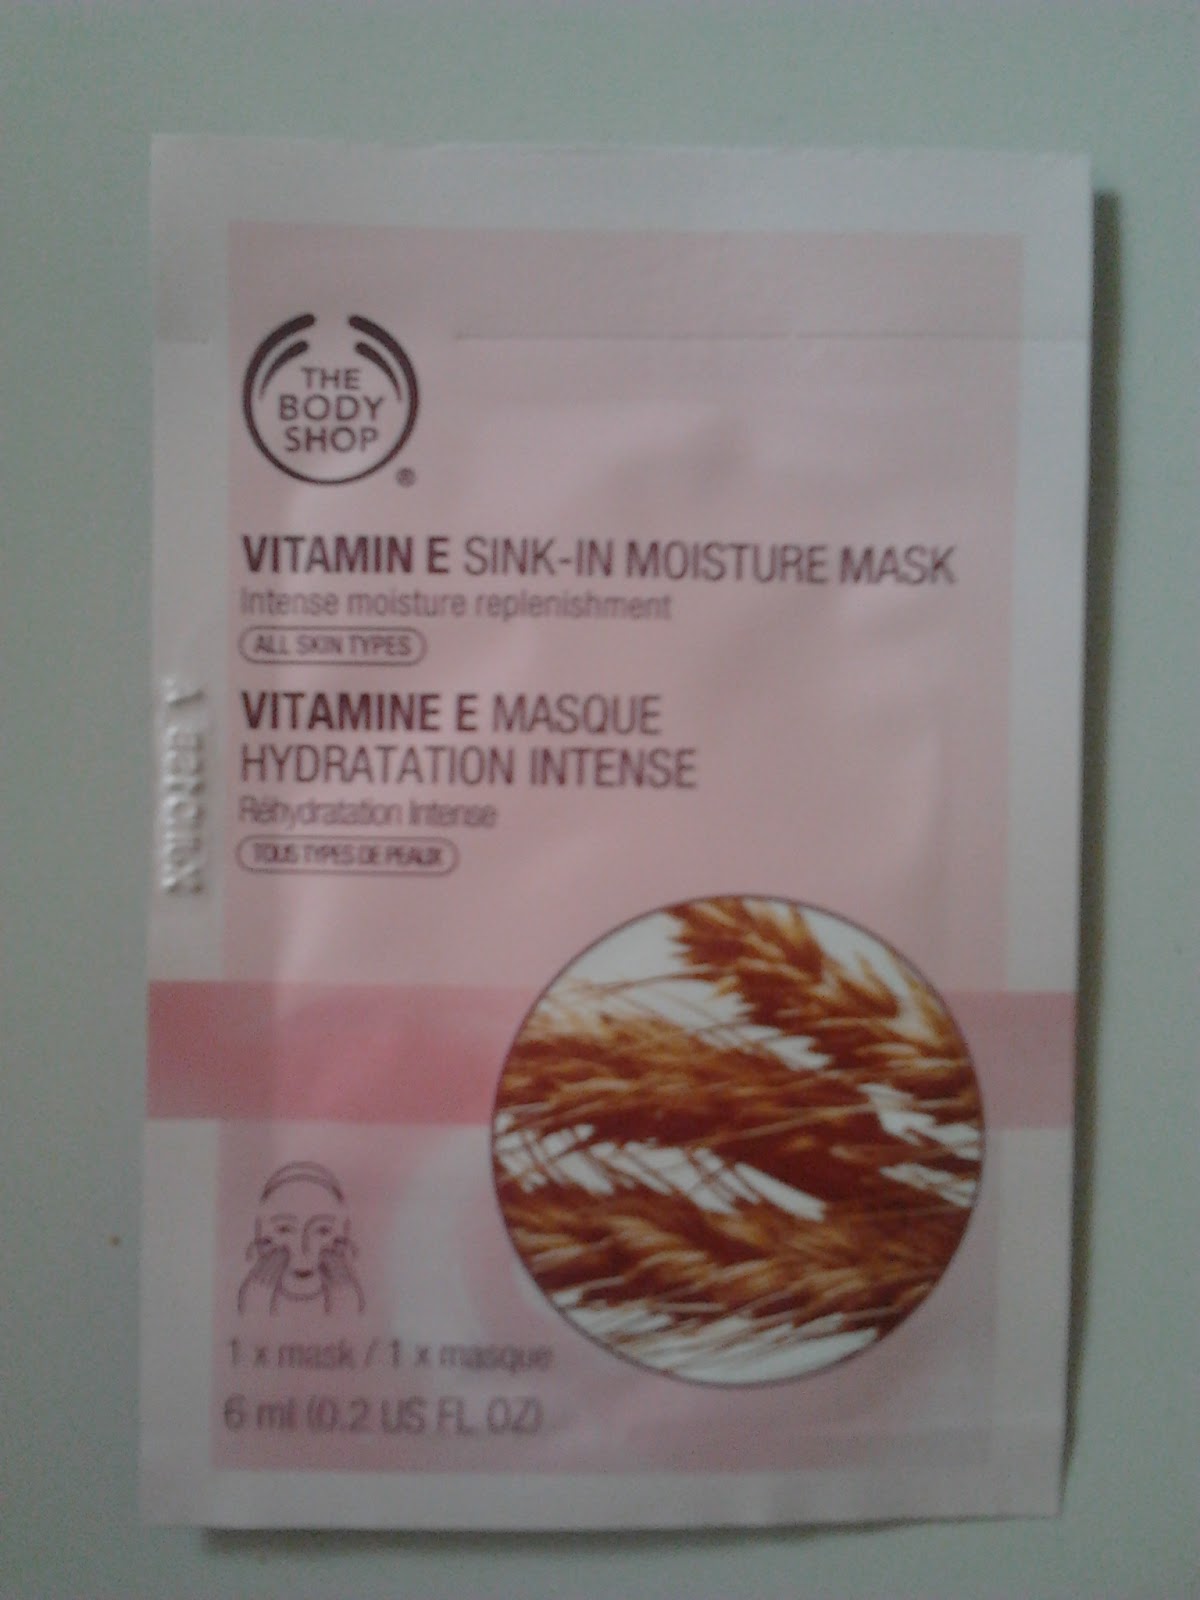 THE
BODY
SHOP
®
VITAMIN E SINK-IN MOISTURE MASK
Intense moisture replenishment
ALL SKIN TYPES
VITAMINE E MASQUE
HYDRATATION INTENSE
Réhydratation Intense
TOUS TYPES DE PEAUX
1 x mask / 1 x masque
6 ml (0.2 US FL OZ)